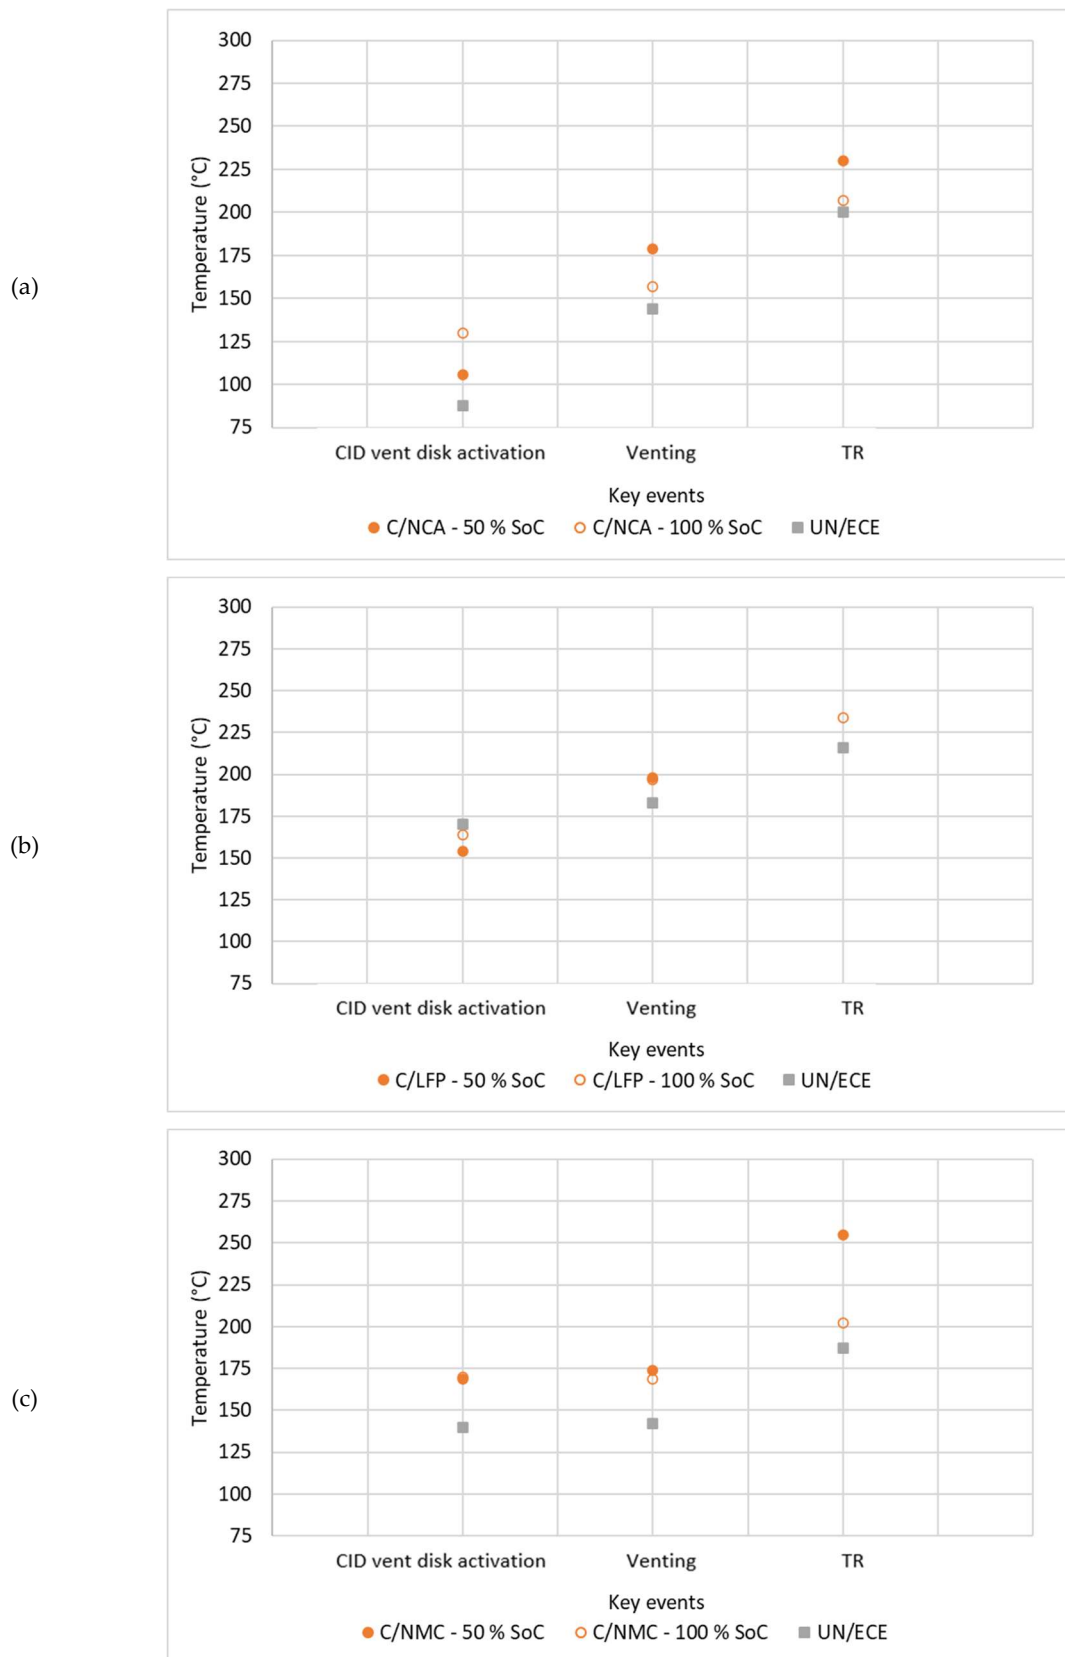 (a)
300
275
250
225
200
175
150
125
100
75
Temperature (°C)
CID vent disk activation Venting TR
Key events
C/NCA - 50 % SoC C/NCA - 100 % SoC UN/ECE
(b)
300
275
250
225
200
175
150
125
100
75
Temperature (°C)
CID vent disk activation Venting TR
Key events
C/LFP - 50 % SoC C/LFP - 100 % SoC UN/ECE
(c)
300
275
250
225
200
175
150
125
100
75
Temperature (°C)
CID vent disk activation Venting TR
Key events
C/NMC - 50 % SoC C/NMC - 100 % SoC UN/ECE